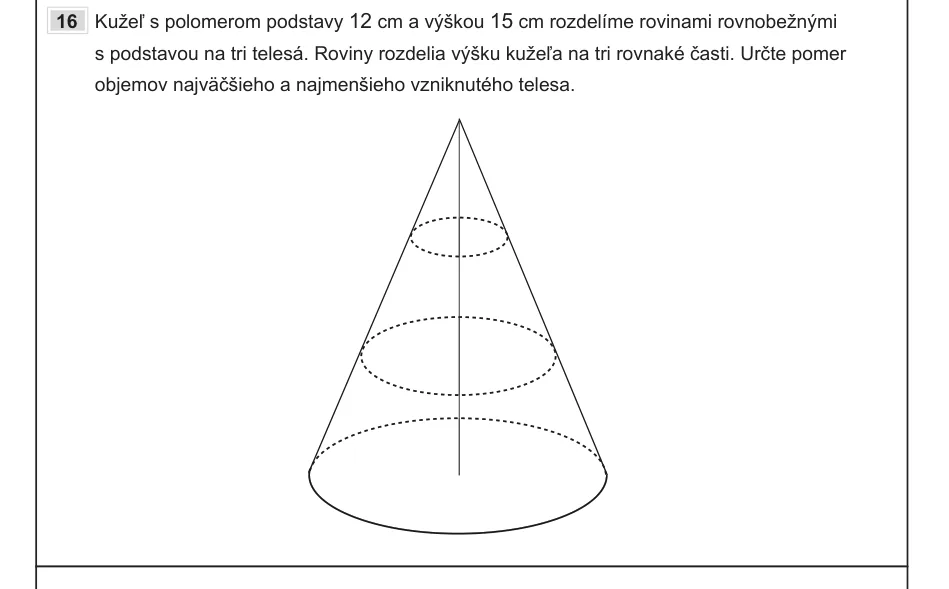 16 Kužeľ s polomerom podstavy 12 cm a výškou 15 cm rozdelíme rovinami rovnobežnými
s podstavou na tri telesá. Roviny rozdelia výšku kužeľa na tri rovnaké časti. Určte pomer
objemov najväčšieho a najmenšieho vzniknutého telesa.